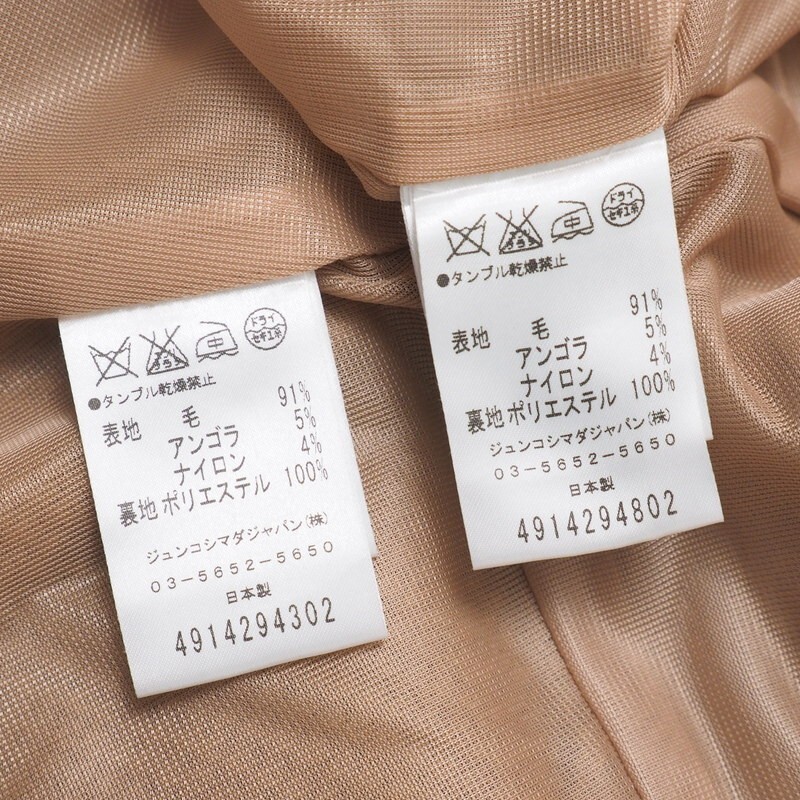 エンソ
ドライ
セキユ系
●タンブル乾燥禁止
表地 毛 91%
アンゴラ 5%
ナイロン 4%
裏地 ポリエステル 100%
ジュンコシマダジャパン(株)
03-5652-5650
日本製
4914294302
中
ドライ
セキユ系
●タンブル乾燥禁止
表地 毛 91%
アンゴラ 5%
ナイロン 4%
裏地 ポリエステル 100%
ジュンコシマダジャパン(株)
03-5652-5650
日本製
4914294802